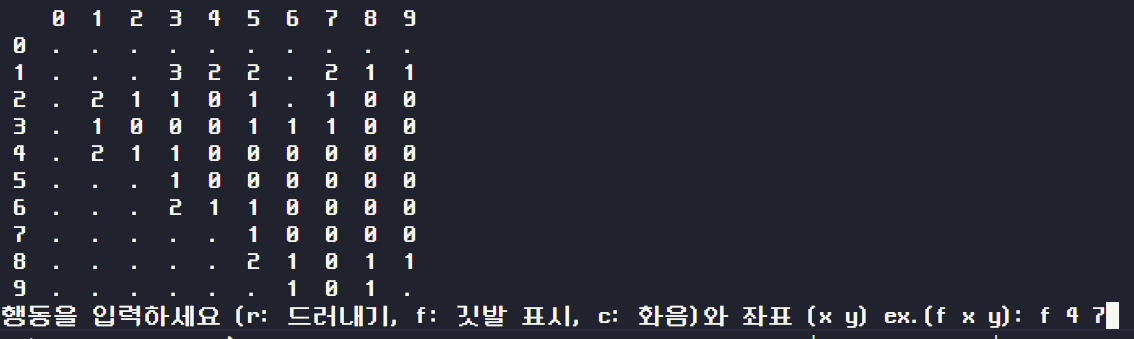 0 1 2 3 4 5 6 7 8 9
0 . . . . . . . . . .
1 . . . 3 2 2 . 2 1 1
2 . 2 1 1 0 1 . 1 0 0
3 . 1 0 0 0 1 1 1 0 0
4 . 2 1 1 0 0 0 0 0 0
5 . . . 1 0 0 0 0 0 0
6 . . . 2 1 1 0 0 0 0
7 . . . . . 1 0 0 0 0
8 . . . . . 2 1 0 1 1
9 . . . . . . 1 0 1 .
행동을 입력하세요 (r: 드러내기, f: 깃발 표시, c: 화음)와 좌표 (x y) ex.(f x y): f 4 7